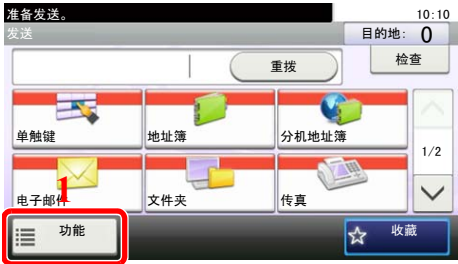 准备发送。
10:10
发送
目的地: 0
重拨
检查
单触键
地址簿
分机地址簿
1/2
1
电子邮件
文件夹
传真
功能
收藏